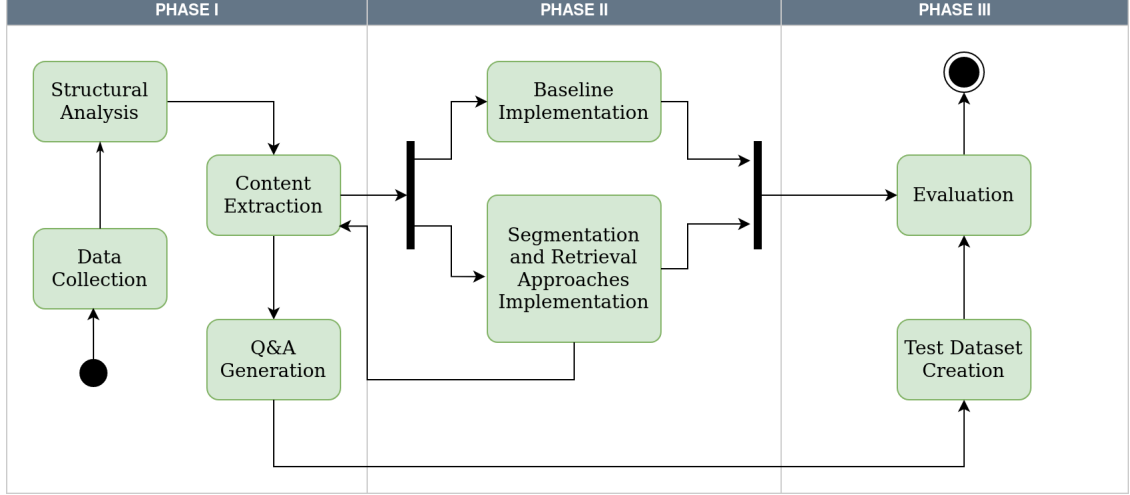 PHASE I
PHASE II
PHASE III
Structural
Analysis
Content
Extraction
Data
Collection
Q&A
Generation
Baseline
Implementation
Segmentation
and Retrieval
Approaches
Implementation
Evaluation
Test Dataset
Creation